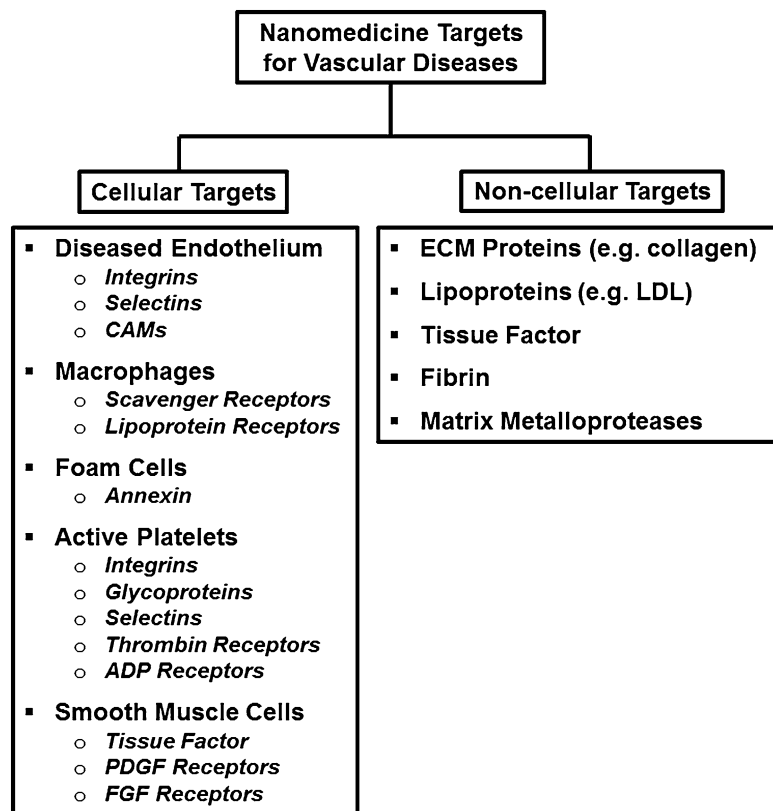 Nanomedicine Targets
for Vascular Diseases
Cellular Targets
▪ Diseased Endothelium
o Integrins
o Selectins
o CAMs
▪ Macrophages
o Scavenger Receptors
o Lipoprotein Receptors
▪ Foam Cells
o Annexin
▪ Active Platelets
o Integrins
o Glycoproteins
o Selectins
o Thrombin Receptors
o ADP Receptors
▪ Smooth Muscle Cells
o Tissue Factor
o PDGF Receptors
o FGF Receptors
Non-cellular Targets
▪ ECM Proteins (e.g. collagen)
▪ Lipoproteins (e.g. LDL)
▪ Tissue Factor
▪ Fibrin
▪ Matrix Metalloproteases